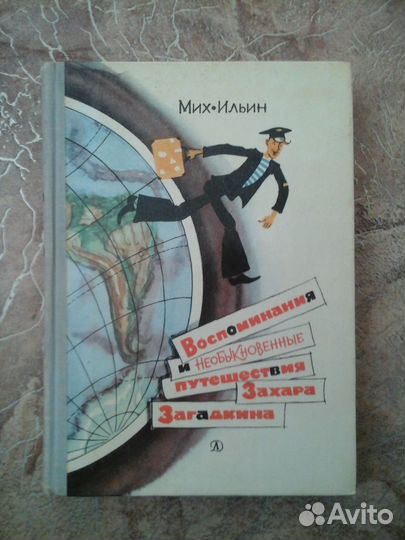 Мих•Ильин
Воспоминания
и необыкновенные
путешествия
Захара
Загадкина
Д
Avito